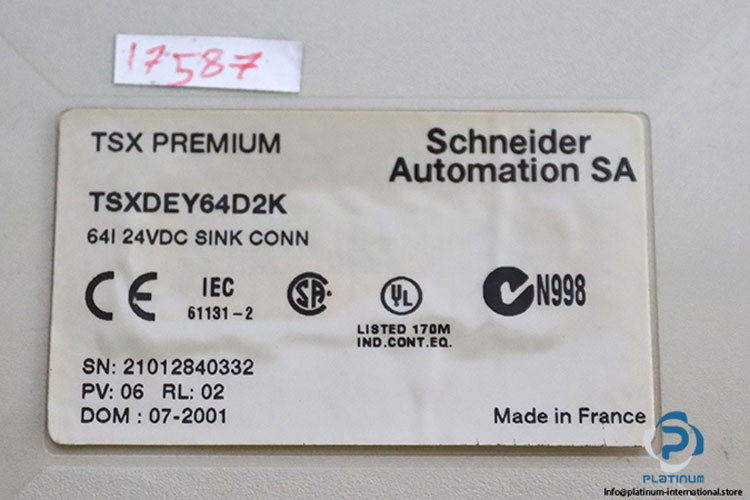 17587
TSX PREMIUM
Schneider
Automation SA
TSXDEY64D2K
64I 24VDC SINK CONN
CE
IEC
61131-2
SA
UL
N998
LISTED 170M
IND.CONT.EQ.
SN: 21012840332
PV: 06 RL: 02
DOM : 07-2001
Made in France
PLATINUM
Info@platinum-international.store